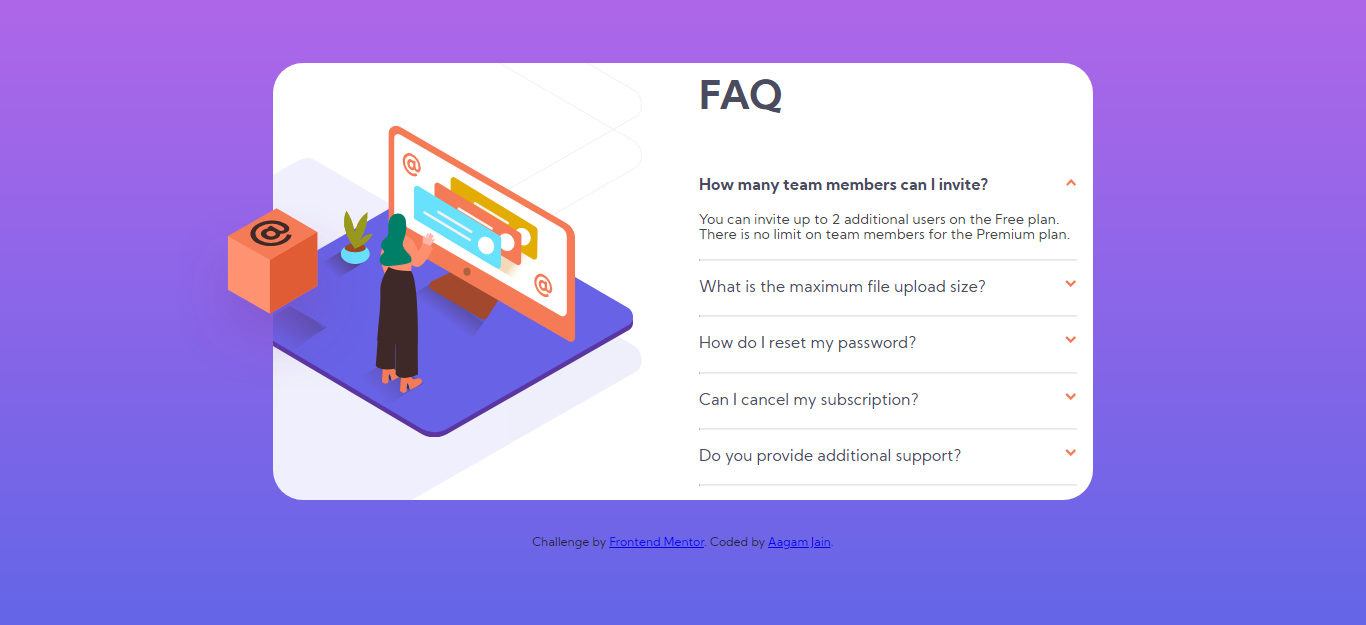 FAQ
How many team members can I invite?
You can invite up to 2 additional users on the Free plan.
There is no limit on team members for the Premium plan.
What is the maximum file upload size?
How do I reset my password?
Can I cancel my subscription?
Do you provide additional support?
Challenge by Frontend Mentor. Coded by Aagam Jain.